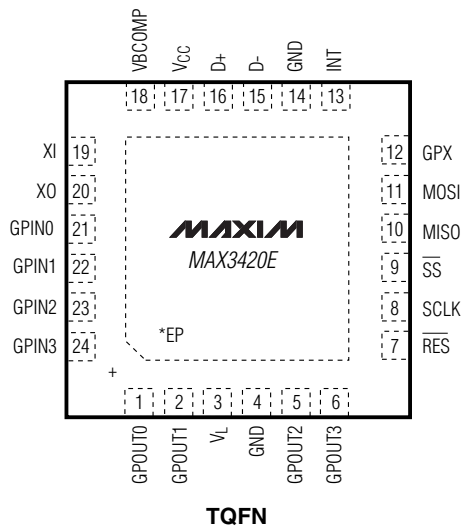 VBCOMP
VCC
D+
D-
GND
INT
18
17
16
15
14
13
XI 19
XO 20
GPIN0 21
GPIN1 22
GPIN2 23
GPIN3 24
12 GPX
11 MOSI
10 MISO
9 S̅S̅
8 SCLK
7 R̅E̅S̅
MAXIM
MAX3420E
*EP
+
1
2
3
4
5
6
GPOUT0
GPOUT1
VL
GND
GPOUT2
GPOUT3
TQFN